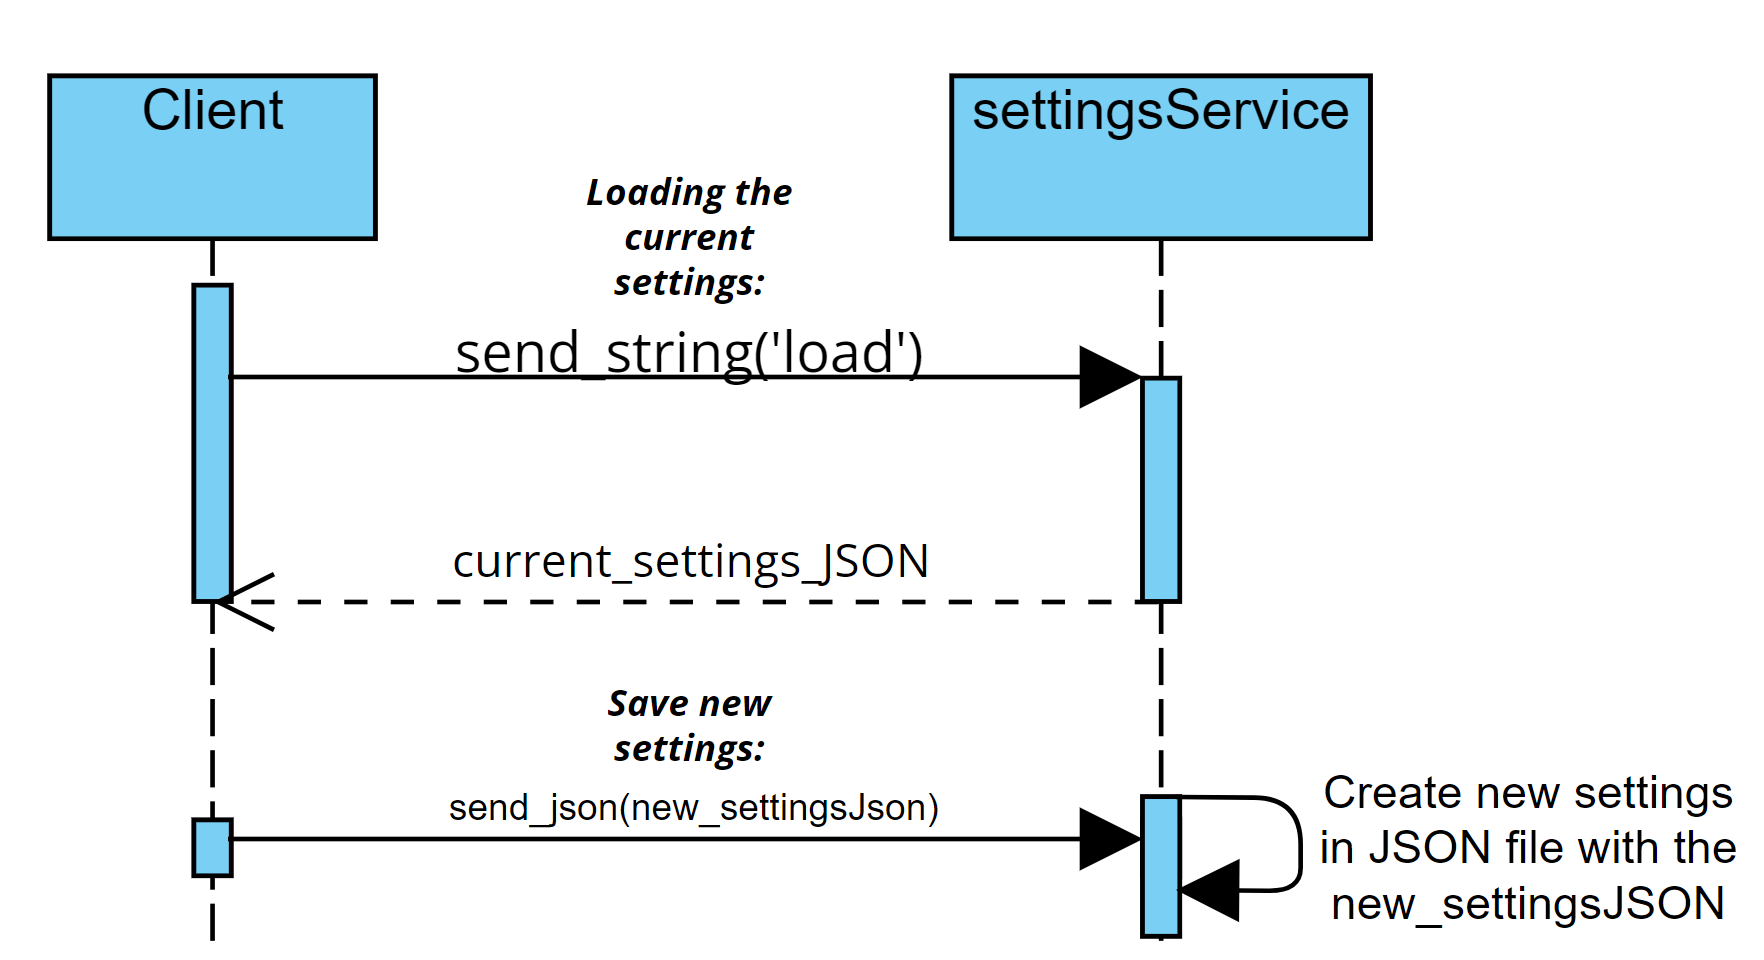 Client
settingsService
Loading the
current
settings:
send_string('load')
current_settings_JSON
Save new
settings:
send_json(new_settingsJson)
Create new settings
in JSON file with the
new_settingsJSON